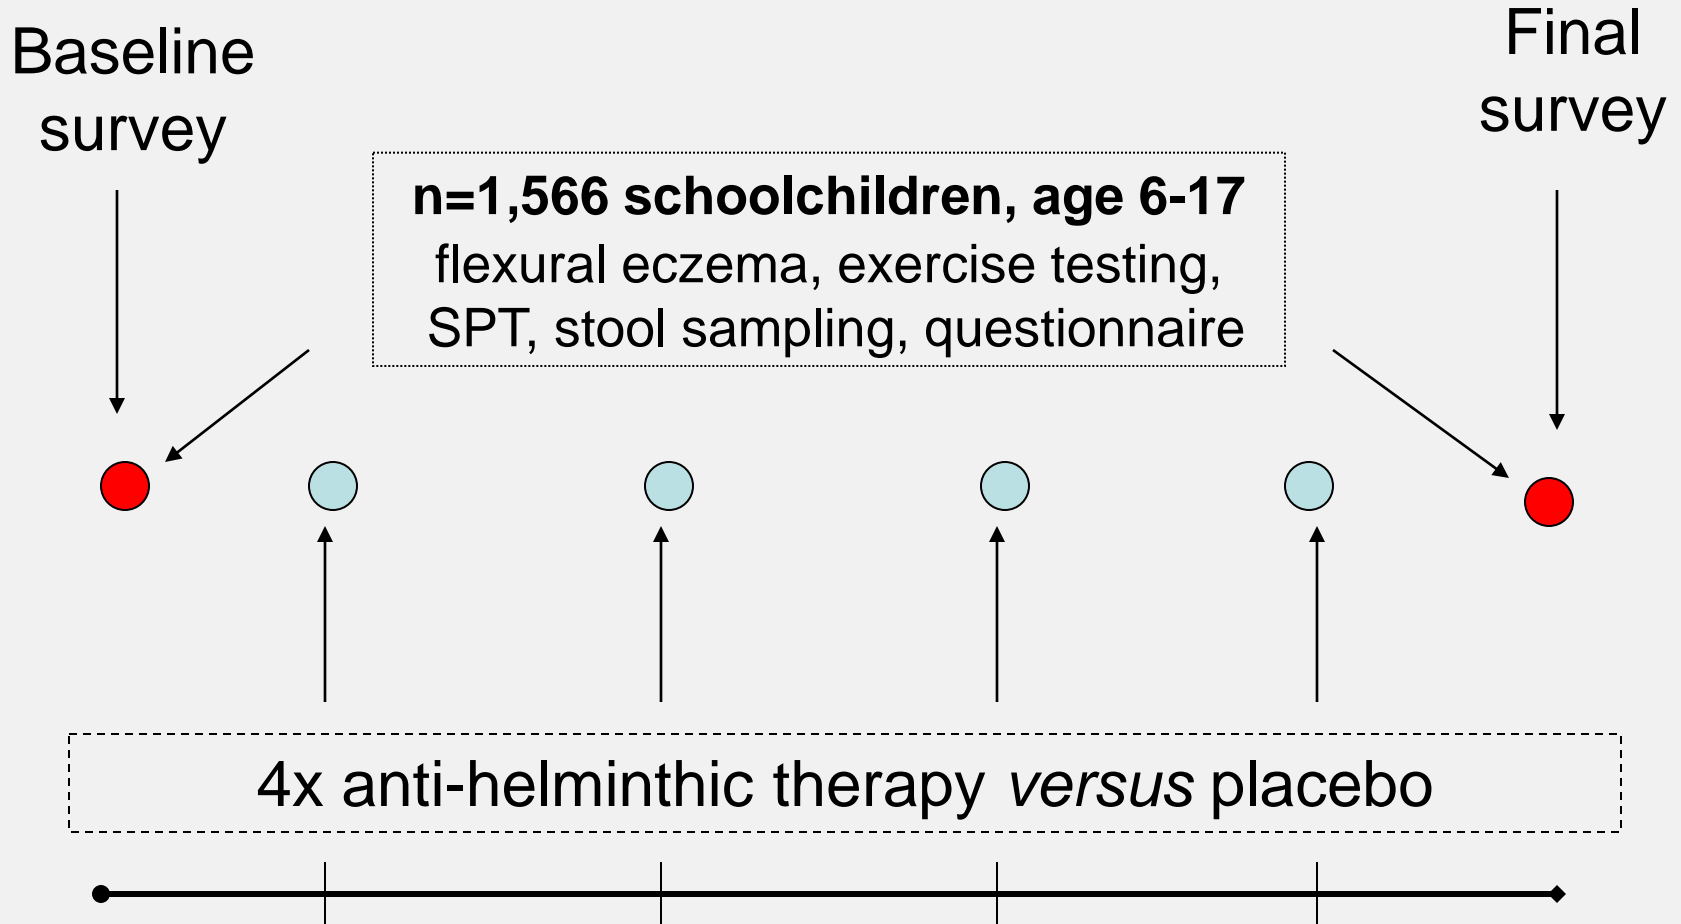 Baseline
survey
Final
survey
n=1,566 schoolchildren, age 6-17
flexural eczema, exercise testing,
SPT, stool sampling, questionnaire
4x anti-helminthic therapy versus placebo